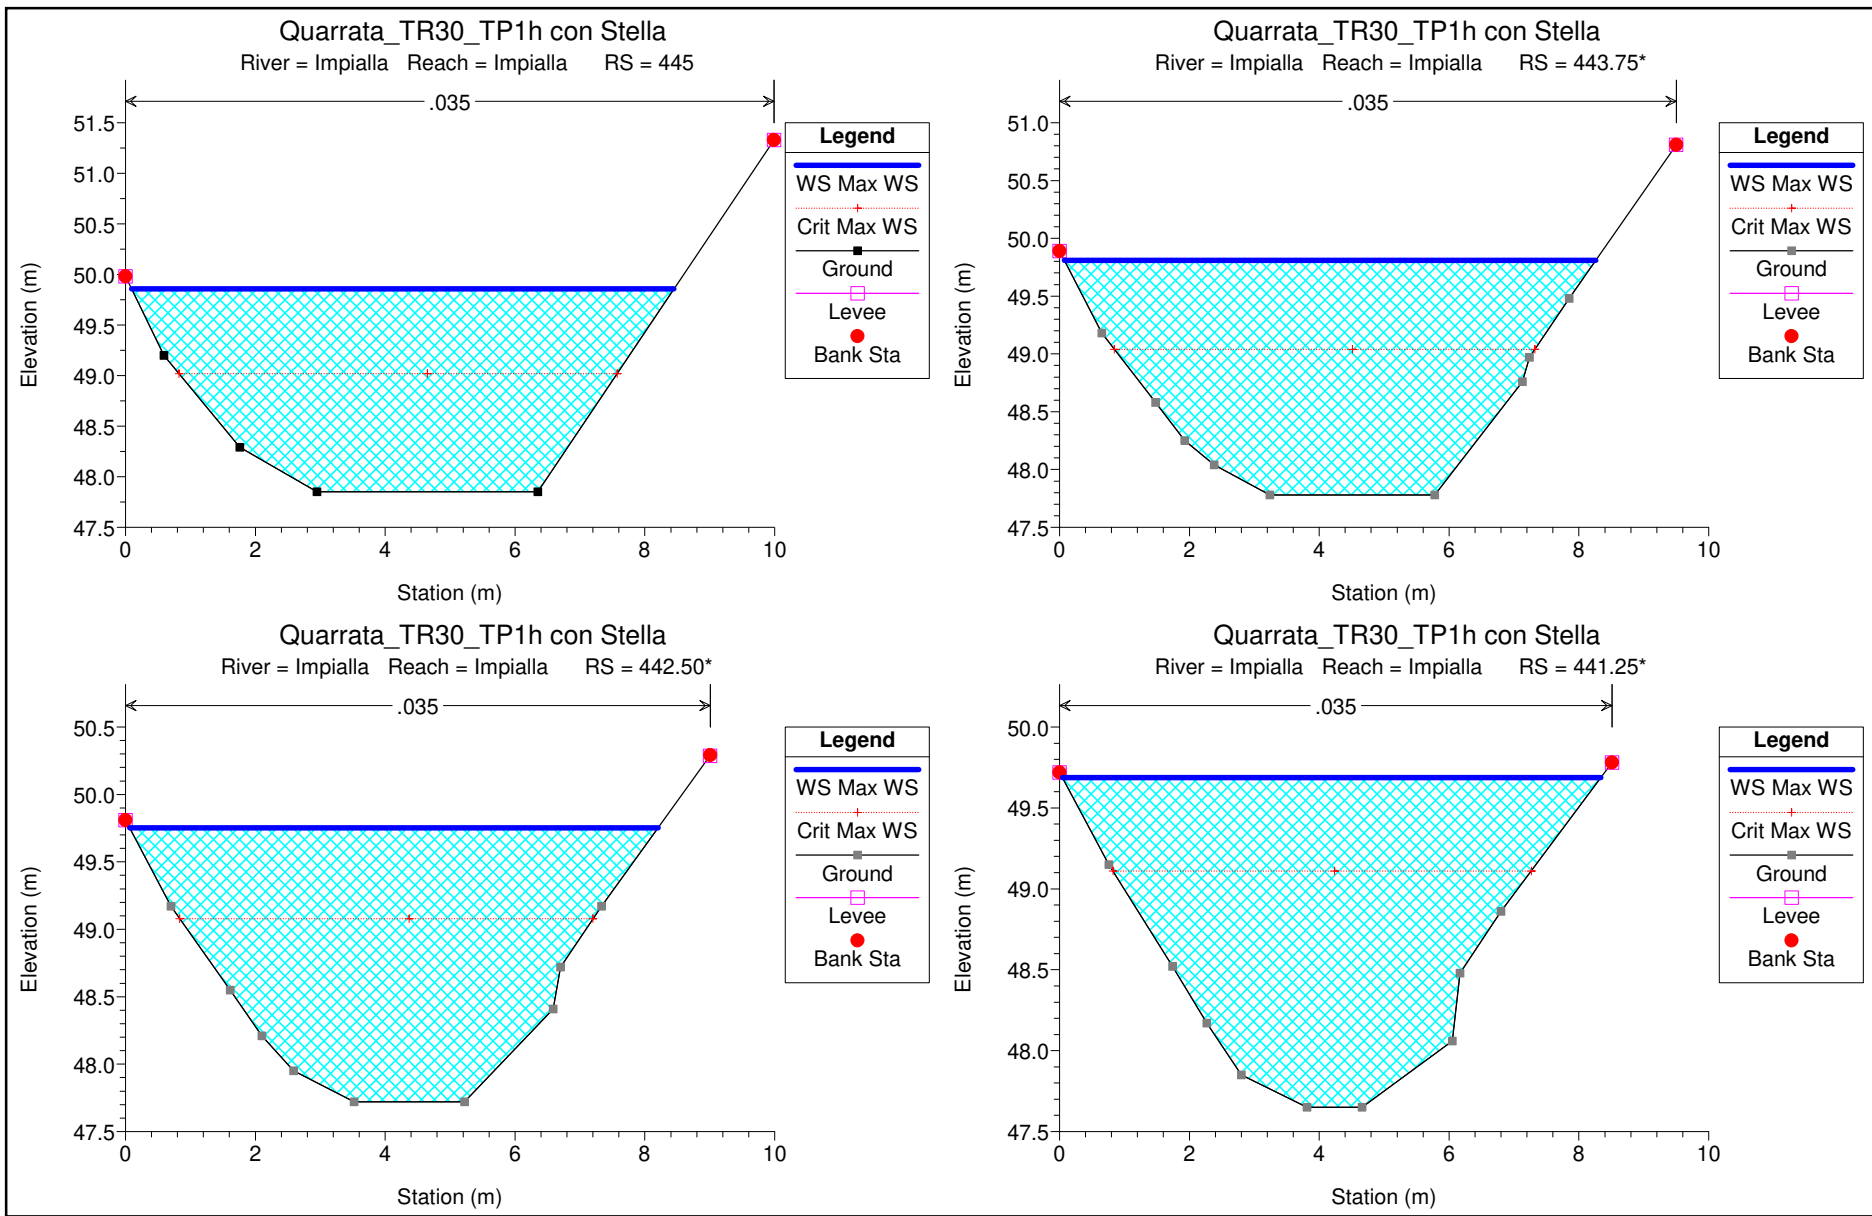 Quarrata_TR30_TP1h con Stella
River = Impialla Reach = Impialla RS = 445
.035
51.5
51.0
50.5
50.0
49.5
49.0
48.5
48.0
47.5
Elevation (m)
0 2 4 6 8 10
Station (m)
Legend
WS Max WS
Crit Max WS
Ground
Levee
Bank Sta
Quarrata_TR30_TP1h con Stella
River = Impialla Reach = Impialla RS = 443.75*
.035
51.0
50.5
50.0
49.5
49.0
48.5
48.0
47.5
Elevation (m)
0 2 4 6 8 10
Station (m)
Legend
WS Max WS
Crit Max WS
Ground
Levee
Bank Sta
Quarrata_TR30_TP1h con Stella
River = Impialla Reach = Impialla RS = 442.50*
.035
50.5
50.0
49.5
49.0
48.5
48.0
47.5
Elevation (m)
0 2 4 6 8 10
Station (m)
Legend
WS Max WS
Crit Max WS
Ground
Levee
Bank Sta
Quarrata_TR30_TP1h con Stella
River = Impialla Reach = Impialla RS = 441.25*
.035
50.0
49.5
49.0
48.5
48.0
47.5
Elevation (m)
0 2 4 6 8 10
Station (m)
Legend
WS Max WS
Crit Max WS
Ground
Levee
Bank Sta